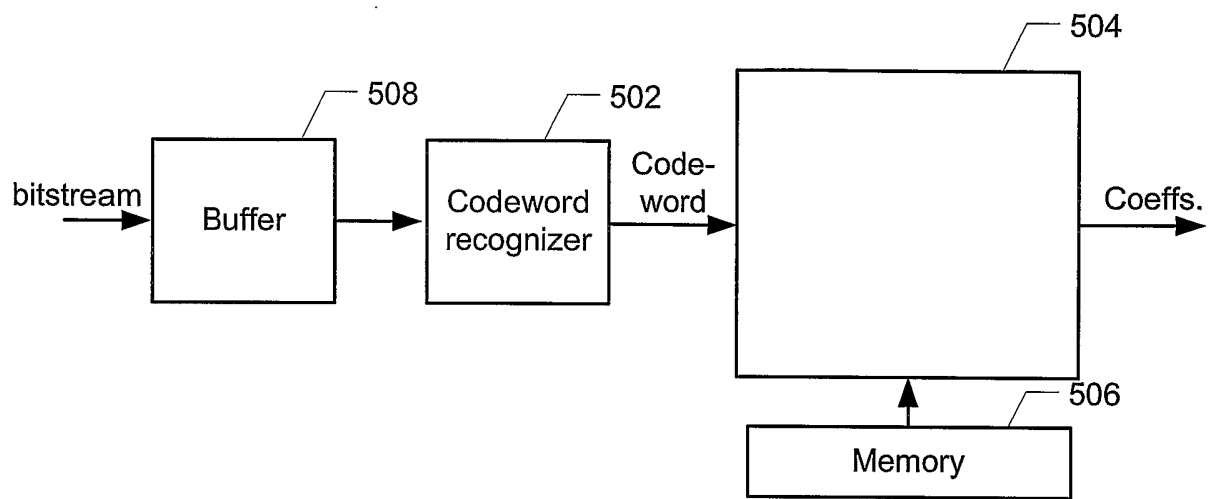 504
508
502
bitstream
Buffer
Codeword
recognizer
Code-
word
Coeffs.
506
Memory